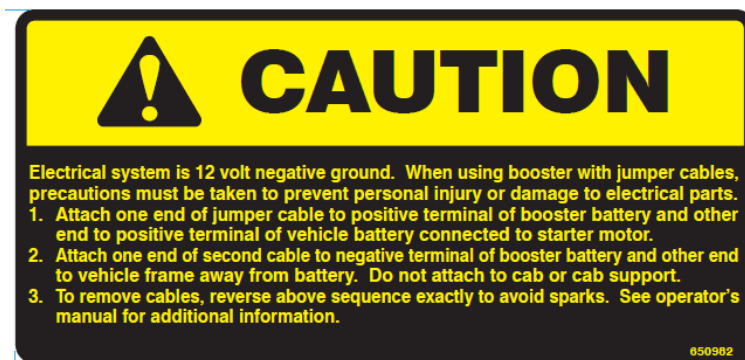 CAUTION
Electrical system is 12 volt negative ground.  When using booster with jumper cables,
precautions must be taken to prevent personal injury or damage to electrical parts.
1.  Attach one end of jumper cable to positive terminal of booster battery and other
end to positive terminal of vehicle battery connected to starter motor.
2.  Attach one end of second cable to negative terminal of booster battery and other end
to vehicle frame away from battery.  Do not attach to cab or cab support.
3.  To remove cables, reverse above sequence exactly to avoid sparks.  See operator's
manual for additional information.
650982